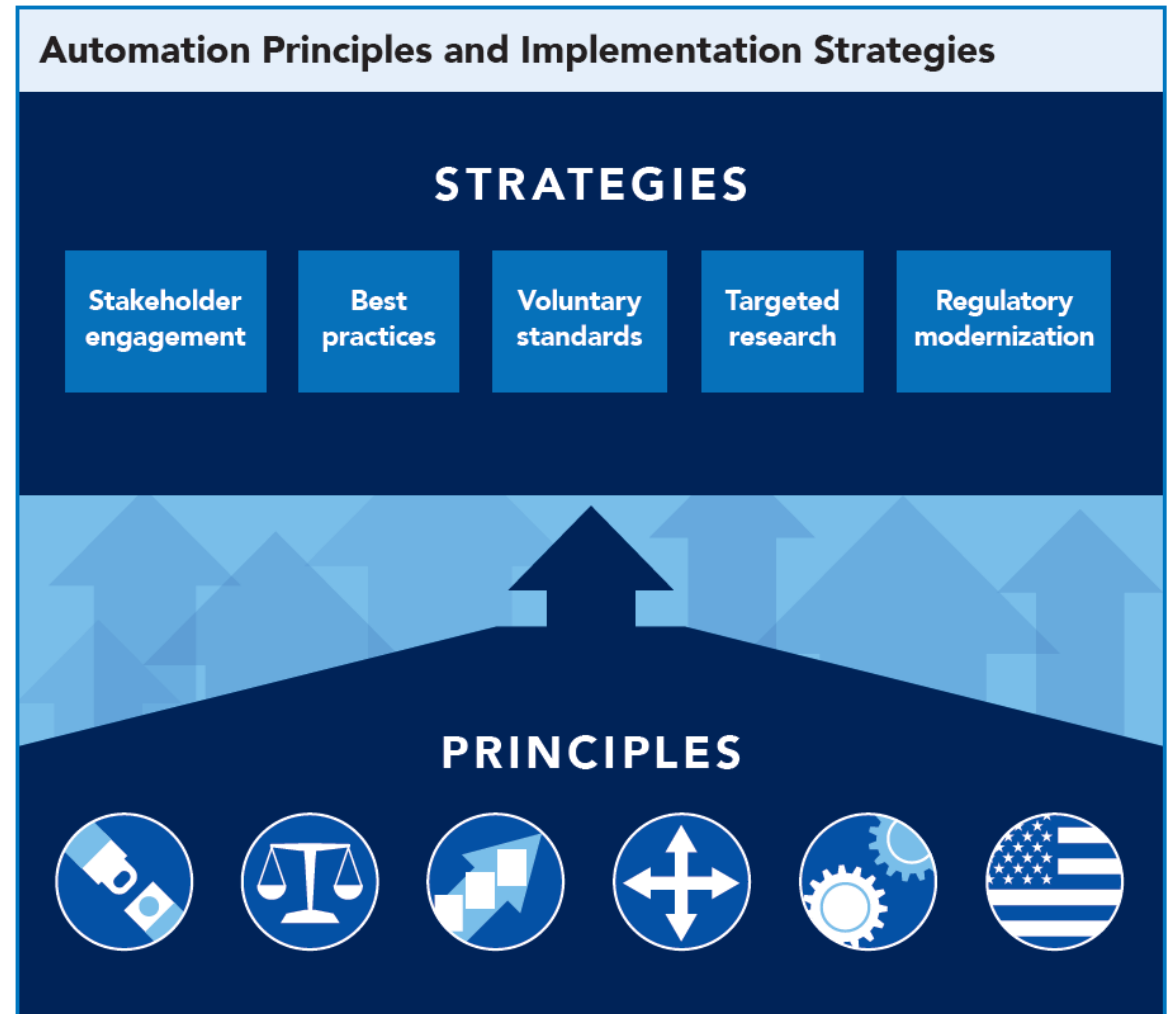 Automation Principles and Implementation Strategies
STRATEGIES
Stakeholder
engagement
Best
practices
Voluntary
standards
Targeted
research
Regulatory
modernization
PRINCIPLES